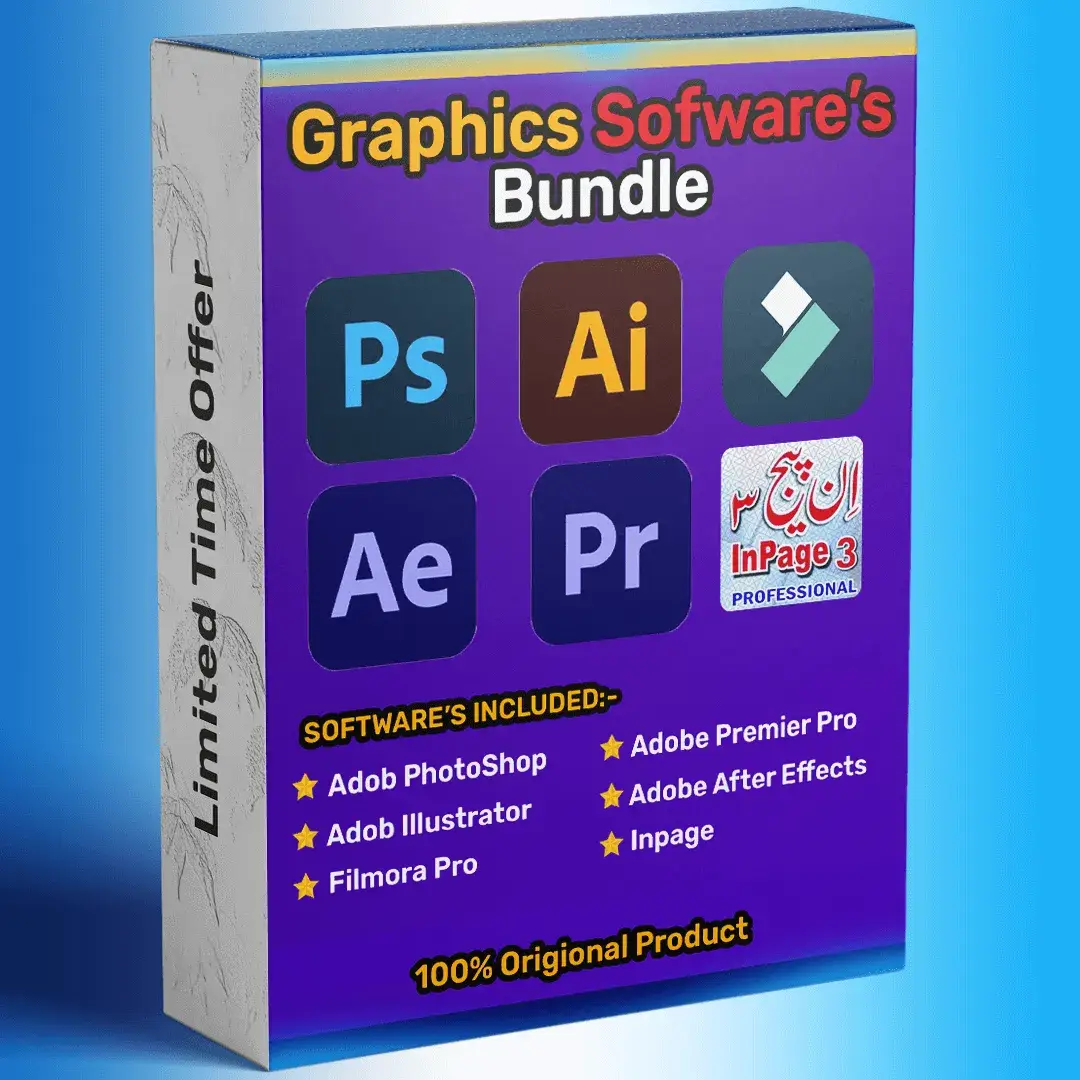 Graphics Sofware's
Bundle
Ps
Ai
Ae
Pr
اِن پیج ۳
InPage 3
PROFESSIONAL
Limited Time Offer
SOFTWARE'S INCLUDED:-
Adob PhotoShop
Adob Illustrator
Filmora Pro
Adobe Premier Pro
Adobe After Effects
Inpage
100% Origional Product